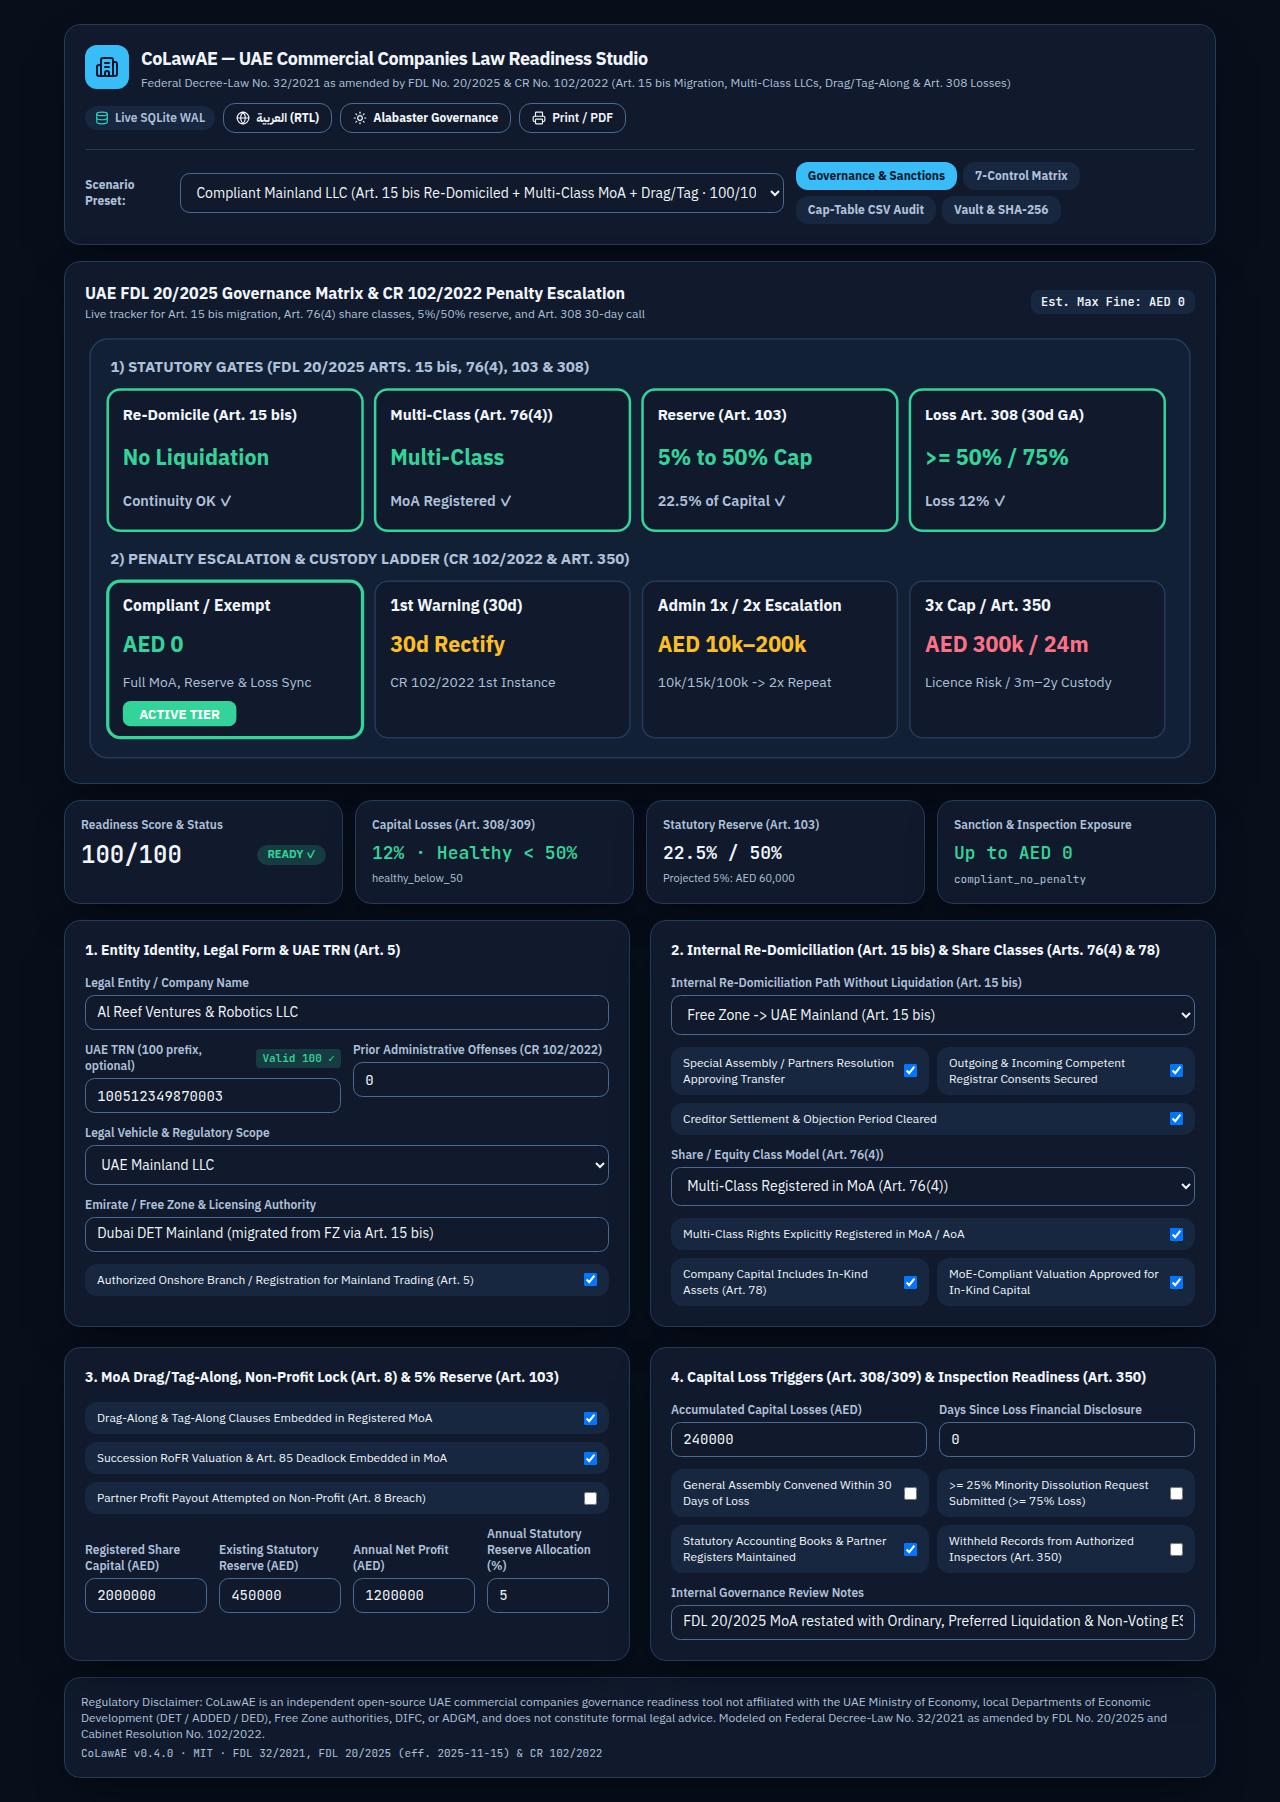 CoLawAE — UAE Commercial Companies Law Readiness Studio
Federal Decree-Law No. 32/2021 as amended by FDL No. 20/2025 & CR No. 102/2022 (Art. 15 bis Migration, Multi-Class LLCs, Drag/Tag-Along & Art. 308 Losses)
Live SQLite WAL
العربية (RTL)
Alabaster Governance
Print / PDF
Scenario
Preset:
Compliant Mainland LLC (Art. 15 bis Re-Domiciled + Multi-Class MoA + Drag/Tag · 100/10
Governance & Sanctions
7-Control Matrix
Cap-Table CSV Audit
Vault & SHA-256
UAE FDL 20/2025 Governance Matrix & CR 102/2022 Penalty Escalation
Live tracker for Art. 15 bis migration, Art. 76(4) share classes, 5%/50% reserve, and Art. 308 30-day call
Est. Max Fine: AED 0
1) STATUTORY GATES (FDL 20/2025 ARTS. 15 bis, 76(4), 103 & 308)
Re-Domicile (Art. 15 bis)
No Liquidation
Continuity OK ✓
Multi-Class (Art. 76(4))
Multi-Class
MoA Registered ✓
Reserve (Art. 103)
5% to 50% Cap
22.5% of Capital ✓
Loss Art. 308 (30d GA)
>= 50% / 75%
Loss 12% ✓
2) PENALTY ESCALATION & CUSTODY LADDER (CR 102/2022 & ART. 350)
Compliant / Exempt
AED 0
Full MoA, Reserve & Loss Sync
ACTIVE TIER
1st Warning (30d)
30d Rectify
CR 102/2022 1st Instance
Admin 1x / 2x Escalation
AED 10k–200k
10k/15k/100k -> 2x Repeat
3x Cap / Art. 350
AED 300k / 24m
Licence Risk / 3m–2y Custody
Readiness Score & Status
100/100
READY ✓
Capital Losses (Art. 308/309)
12% · Healthy < 50%
healthy_below_50
Statutory Reserve (Art. 103)
22.5% / 50%
Projected 5%: AED 60,000
Sanction & Inspection Exposure
Up to AED 0
compliant_no_penalty
1. Entity Identity, Legal Form & UAE TRN (Art. 5)
Legal Entity / Company Name
Al Reef Ventures & Robotics LLC
UAE TRN (100 prefix,
optional)
Valid 100 ✓
100512349870003
Prior Administrative Offenses (CR 102/2022)
0
Legal Vehicle & Regulatory Scope
UAE Mainland LLC
Emirate / Free Zone & Licensing Authority
Dubai DET Mainland (migrated from FZ via Art. 15 bis)
Authorized Onshore Branch / Registration for Mainland Trading (Art. 5)
2. Internal Re-Domiciliation (Art. 15 bis) & Share Classes (Arts. 76(4) & 78)
Internal Re-Domiciliation Path Without Liquidation (Art. 15 bis)
Free Zone -> UAE Mainland (Art. 15 bis)
Special Assembly / Partners Resolution
Approving Transfer
Outgoing & Incoming Competent
Registrar Consents Secured
Creditor Settlement & Objection Period Cleared
Share / Equity Class Model (Art. 76(4))
Multi-Class Registered in MoA (Art. 76(4))
Multi-Class Rights Explicitly Registered in MoA / AoA
Company Capital Includes In-Kind
Assets (Art. 78)
MoE-Compliant Valuation Approved for
In-Kind Capital
3. MoA Drag/Tag-Along, Non-Profit Lock (Art. 8) & 5% Reserve (Art. 103)
Drag-Along & Tag-Along Clauses Embedded in Registered MoA
Succession RoFR Valuation & Art. 85 Deadlock Embedded in MoA
Partner Profit Payout Attempted on Non-Profit (Art. 8 Breach)
Registered Share
Capital (AED)
2000000
Existing Statutory
Reserve (AED)
450000
Annual Net Profit
(AED)
1200000
Annual Statutory
Reserve Allocation
(%)
5
4. Capital Loss Triggers (Art. 308/309) & Inspection Readiness (Art. 350)
Accumulated Capital Losses (AED)
240000
Days Since Loss Financial Disclosure
0
General Assembly Convened Within 30
Days of Loss
>= 25% Minority Dissolution Request
Submitted (>= 75% Loss)
Statutory Accounting Books & Partner
Registers Maintained
Withheld Records from Authorized
Inspectors (Art. 350)
Internal Governance Review Notes
FDL 20/2025 MoA restated with Ordinary, Preferred Liquidation & Non-Voting ES
Regulatory Disclaimer: CoLawAE is an independent open-source UAE commercial companies governance readiness tool not affiliated with the UAE Ministry of Economy, local Departments of Economic
Development (DET / ADDED / DED), Free Zone authorities, DIFC, or ADGM, and does not constitute formal legal advice. Modeled on Federal Decree-Law No. 32/2021 as amended by FDL No. 20/2025 and
Cabinet Resolution No. 102/2022.
CoLawAE v0.4.0 · MIT · FDL 32/2021, FDL 20/2025 (eff. 2025-11-15) & CR 102/2022